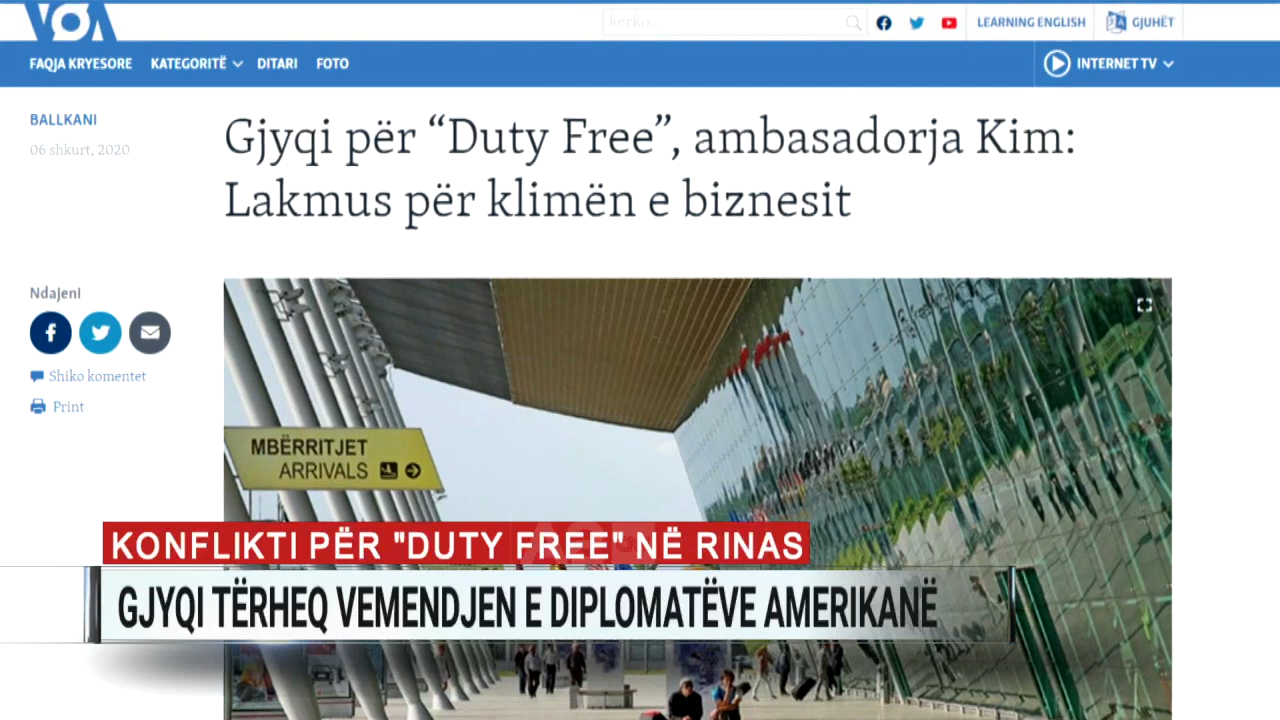 VOA
kerko
LEARNING ENGLISH
GJUHËT
FAQJA KRYESORE KATEGORITË DITARI FOTO
INTERNET TV
BALLKANI
06 shkurt, 2020
Gjyqi për “Duty Free”, ambasadorja Kim:
Lakmus për klimën e biznesit
Ndajeni
Shiko komentet
Print
MBËRRITJET
ARRIVALS
KONFLIKTI PËR "DUTY FREE" NË RINAS
GJYQI TËRHEQ VEMENDJEN E DIPLOMATËVE AMERIKANË